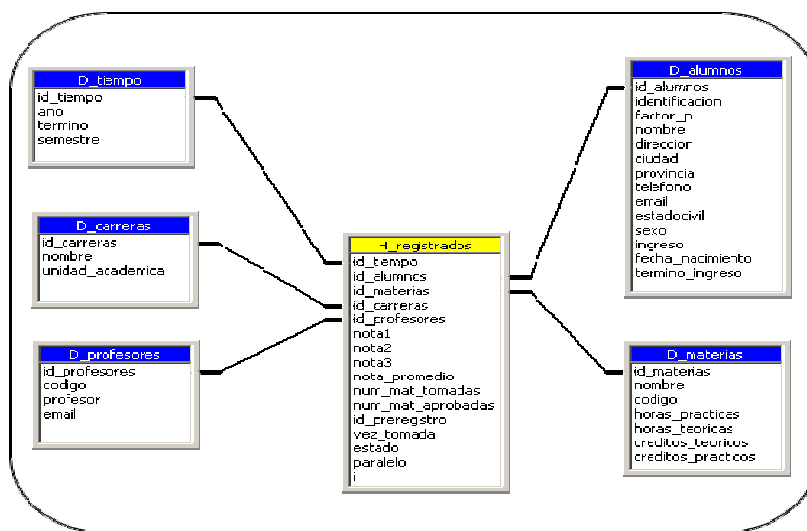 D_tiempo
id_tiempo
ano
termino
semestre
D_carreras
id_carreras
nombre
unidad_academica
D_profesores
id_profesores
codigo
profesor
email
H_registrados
id_tiempo
id_alumnos
id_materias
id_carreras
id_profesores
nota1
nota2
nota3
nota_promedio
num_mat_tomadas
num_mat_aprobadas
id_preregistro
vez_tomada
estado
paralelo
i
D_alumnos
id_alumnos
identificacion
factor_p
nombre
direccion
ciudad
provincia
telefono
email
estadocivil
sexo
ingreso
fecha_nacimiento
termino_ingreso
D_materias
id_materias
nombre
codigo
horas_practicas
horas_teoricas
creditos_teoricos
creditos_practicos